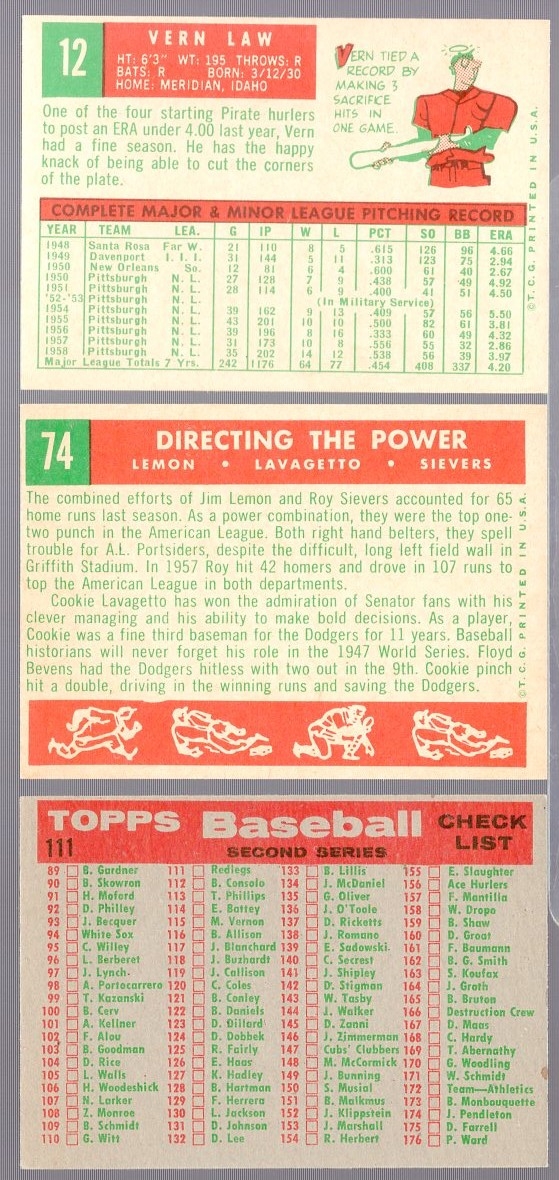 12
VERN LAW
HT: 6'3" WT: 195 THROWS: R
BATS: R BORN: 3/12/30
HOME: MERIDIAN, IDAHO
VERN TIED A
RECORD BY
MAKING 3
SACRIFICE
HITS IN
ONE GAME.
One of the four starting Pirate hurlers
to post an ERA under 4.00 last year, Vern
had a fine season. He has the happy
knack of being able to cut the corners
of the plate.
©T.C.G. PRINTED IN U.S.A.
COMPLETE MAJOR & MINOR LEAGUE PITCHING RECORD
YEAR TEAM LEA. G IP W L PCT SO BB ERA
1948 Santa Rosa Far W. 21 110 8 5 .615 126 96 4.66
1949 Davenport I. I. I. 31 144 5 11 .313 123 75 2.94
1950 New Orleans So. 12 81 6 4 .600 61 40 2.67
1950 Pittsburgh N. L. 27 128 7 9 .438 57 49 4.92
1951 Pittsburgh N. L. 28 114 6 9 .400 41 51 4.50
'52-'53 Pittsburgh N. L. (In Military Service)
1954 Pittsburgh N. L. 39 162 9 13 .409 57 56 5.50
1955 Pittsburgh N. L. 43 201 10 10 .500 82 61 3.81
1956 Pittsburgh N. L. 39 196 8 16 .333 60 49 4.32
1957 Pittsburgh N. L. 31 173 10 8 .556 55 32 2.86
1958 Pittsburgh N. L. 35 202 14 12 .538 56 39 3.97
Major League Totals 7 Yrs. 242 1176 64 77 .454 408 337 4.20
74
DIRECTING THE POWER
LEMON • LAVAGETTO • SIEVERS
The combined efforts of Jim Lemon and Roy Sievers accounted for 65
home runs last season. As a power combination, they were the top one-
two punch in the American League. Both right hand belters, they spell
trouble for A.L. Portsiders, despite the difficult, long left field wall in
Griffith Stadium. In 1957 Roy hit 42 homers and drove in 107 runs to
top the American League in both departments.
Cookie Lavagetto has won the admiration of Senator fans with his
clever managing and his ability to make bold decisions. As a player,
Cookie was a fine third baseman for the Dodgers for 11 years. Baseball
historians will never forget his role in the 1947 World Series. Floyd
Bevens had the Dodgers hitless with two out in the 9th. Cookie pinch
hit a double, driving in the winning runs and saving the Dodgers.
©T.C.G. PRINTED IN U.S.A.
TOPPS Baseball CHECK LIST
111
SECOND SERIES
89 B. Gardner 111 Redlegs 133 B. Lillis 155 E. Slaughter
90 B. Skowron 112 B. Consolo 134 J. McDaniel 156 Ace Hurlers
91 H. Moford 113 T. Phillips 135 G. Oliver 157 F. Mantilla
92 D. Philley 114 E. Battey 136 J. O'Toole 158 W. Dropo
93 J. Becquer 115 M. Vernon 137 D. Ricketts 159 B. Shaw
94 White Sox 116 B. Allison 138 J. Romano 160 D. Groat
95 C. Willey 117 J. Blanchard 139 E. Sadowski 161 F. Baumann
96 L. Berberet 118 J. Buzhardt 140 C. Secrest 162 B. G. Smith
97 J. Lynch 119 J. Callison 141 J. Shipley 163 S. Koufax
98 A. Portocarrero 120 C. Coles 142 D. Stigman 164 J. Groth
99 T. Kazanski 121 B. Conley 143 W. Tasby 165 B. Bruton
100 B. Cerv 122 B. Daniels 144 J. Walker 166 Destruction Crew
101 A. Kellner 123 D. Dillard 145 D. Zanni 167 D. Maas
102 F. Alou 124 D. Dobbek 146 J. Zimmerman 168 C. Hardy
103 B. Goodman 125 R. Fairly 147 Cubs' Clubbers 169 T. Abernathy
104 D. Rice 126 E. Haas 148 M. McCormick 170 G. Woodling
105 L. Walls 127 K. Hadley 149 J. Bunning 171 W. Schmidt
106 H. Woodeshick 128 B. Hartman 150 S. Musial 172 Team—Athletics
107 N. Larker 129 F. Herrera 151 B. Malkmus 173 B. Monbouquette
108 Z. Monroe 130 L. Jackson 152 J. Klippstein 174 J. Pendleton
109 B. Schmidt 131 D. Johnson 153 J. Marshall 175 D. Farrell
110 G. Witt 132 D. Lee 154 R. Herbert 176 P. Ward